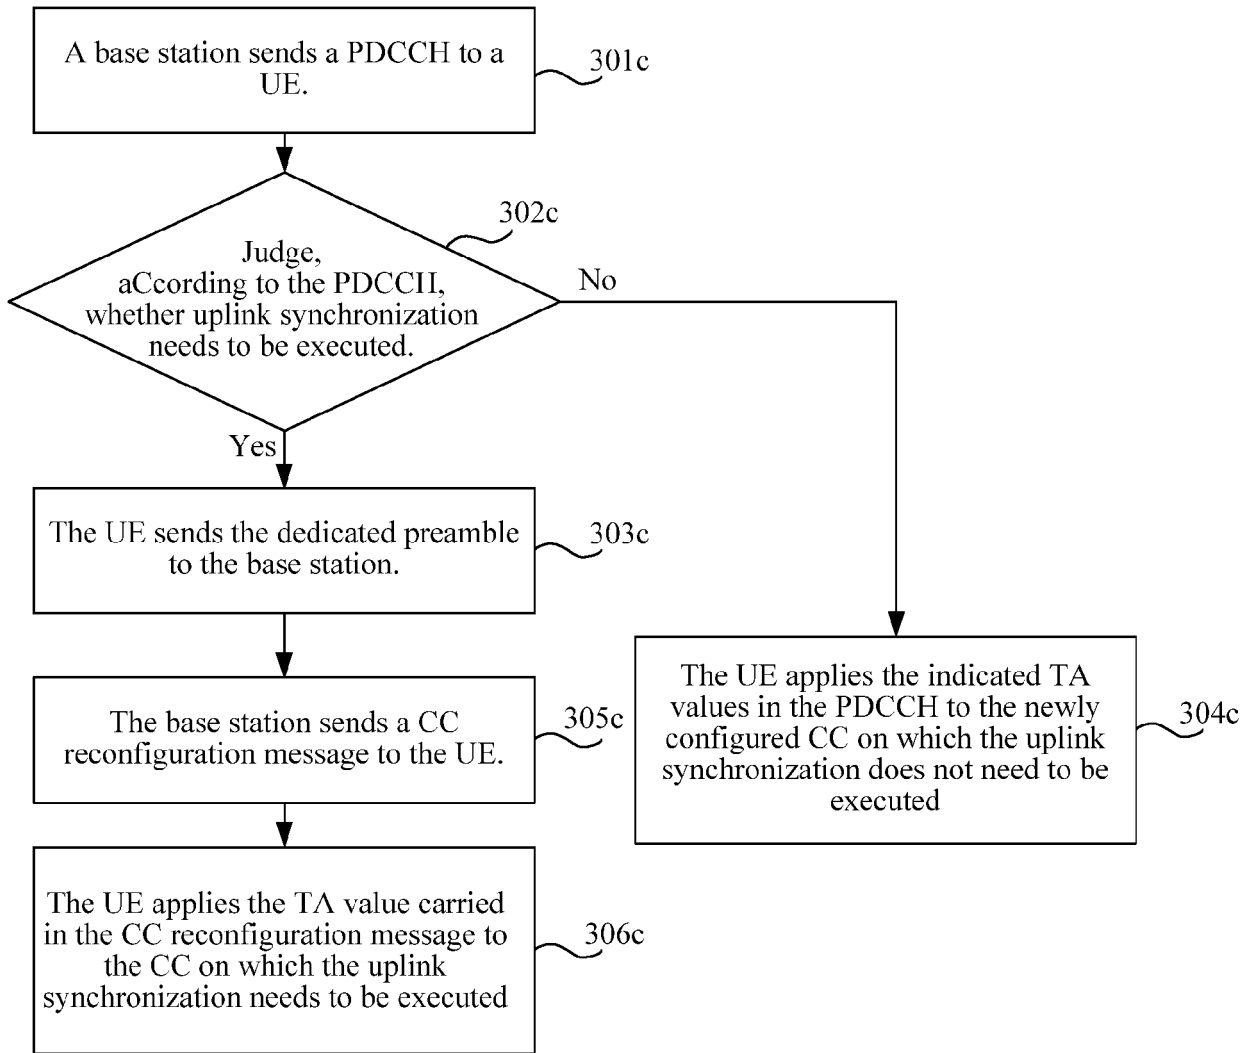 A base station sends a PDCCH to a
UE.
301c
302c
Judge,
aCcording to the PDCCH,
whether uplink synchronization
needs to be executed.
No
Yes
The UE sends the dedicated preamble
to the base station.
303c
The base station sends a CC
reconfiguration message to the UE.
305c
The UE applies the indicated TA
values in the PDCCH to the newly
configured CC on which the uplink
synchronization does not need to be
executed
304c
The UE applies the TA value carried
in the CC reconfiguration message to
the CC on which the uplink
synchronization needs to be executed
306c